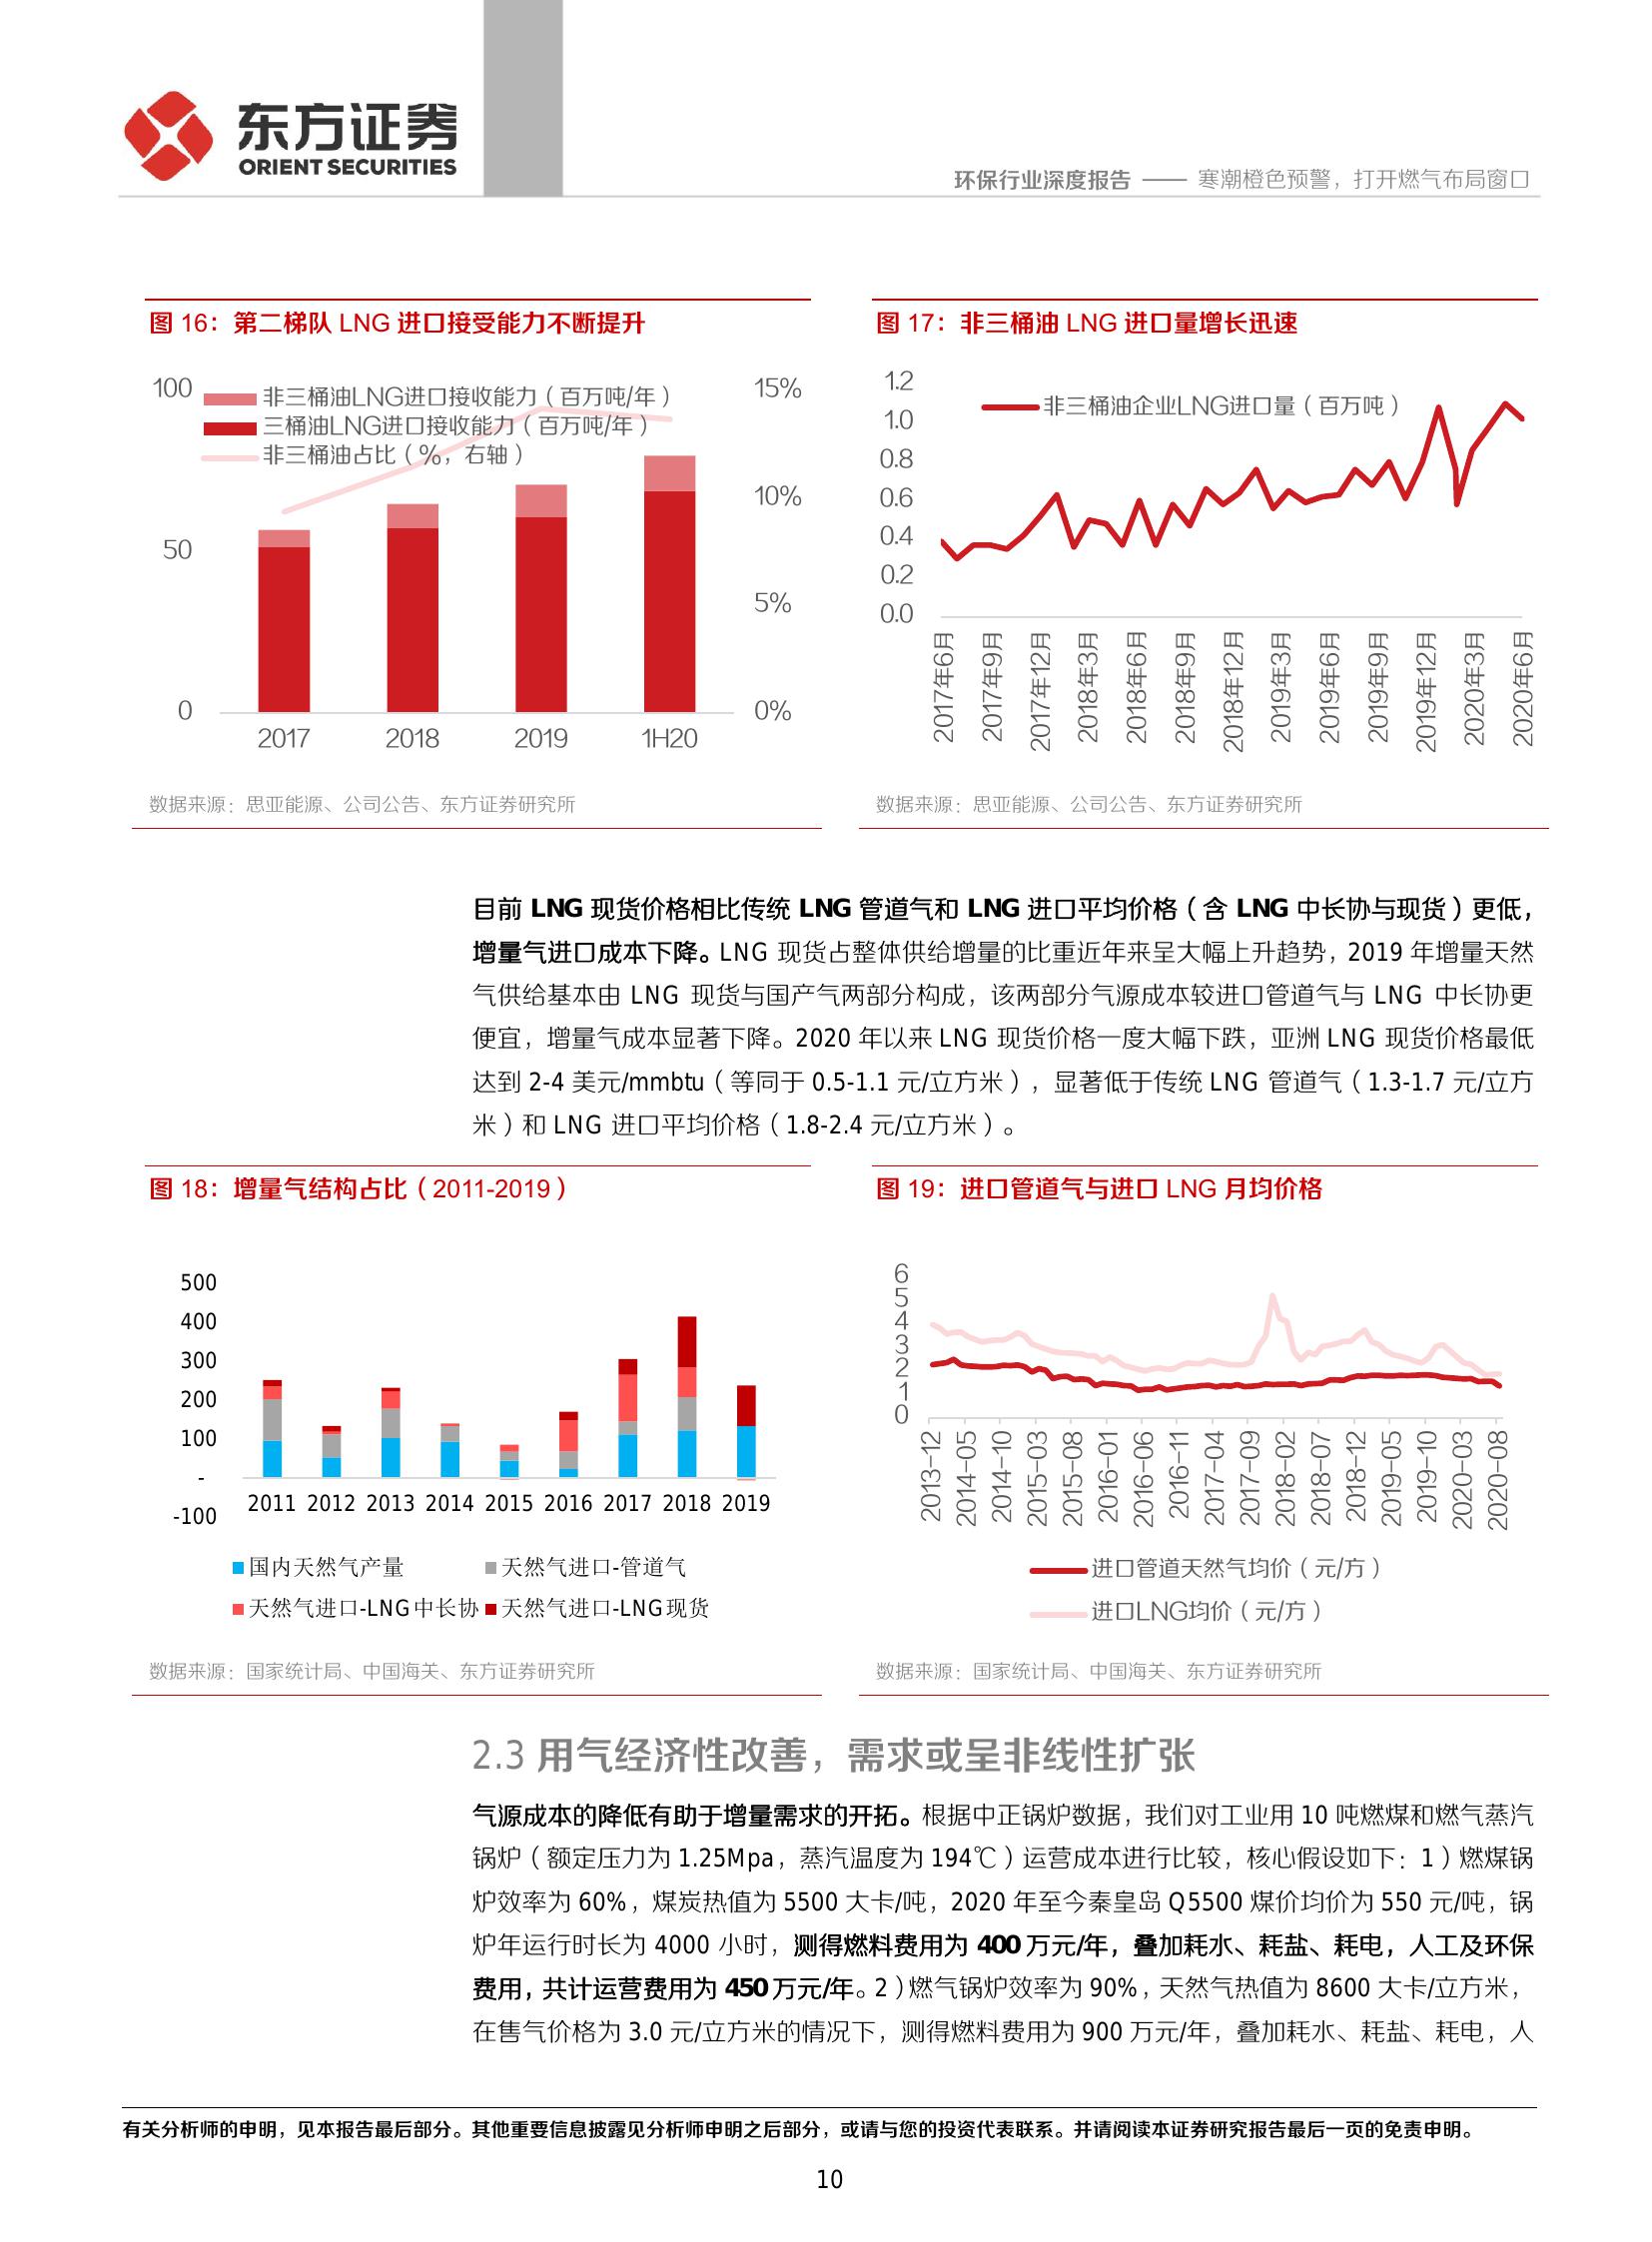 东方证券
ORIENT SECURITIES
环保行业深度报告 —— 寒潮橙色预警，打开燃气布局窗口
图 16：第二梯队 LNG 进口接受能力不断提升
100
50
0
15%
10%
5%
0%
非三桶油LNG进口接收能力（百万吨/年）
三桶油LNG进口接收能力（百万吨/年）
非三桶油占比（%，右轴）
2017 2018 2019 1H20
数据来源：思亚能源、公司公告、东方证券研究所
图 17：非三桶油 LNG 进口量增长迅速
1.2
1.0
0.8
0.6
0.4
0.2
0.0
非三桶油企业LNG进口量（百万吨）
2017年6月
2017年9月
2017年12月
2018年3月
2018年6月
2018年9月
2018年12月
2019年3月
2019年6月
2019年9月
2019年12月
2020年3月
2020年6月
数据来源：思亚能源、公司公告、东方证券研究所
目前 LNG 现货价格相比传统 LNG 管道气和 LNG 进口平均价格（含 LNG 中长协与现货）更低，
增量气进口成本下降。LNG 现货占整体供给增量的比重近年来呈大幅上升趋势，2019 年增量天然
气供给基本由 LNG 现货与国产气两部分构成，该两部分气源成本较进口管道气与 LNG 中长协更
便宜，增量气成本显著下降。2020 年以来 LNG 现货价格一度大幅下跌，亚洲 LNG 现货价格最低
达到 2-4 美元/mmbtu（等同于 0.5-1.1 元/立方米），显著低于传统 LNG 管道气（1.3-1.7 元/立方
米）和 LNG 进口平均价格（1.8-2.4 元/立方米）。
图 18：增量气结构占比（2011-2019）
500
400
300
200
100
-
-100
2011 2012 2013 2014 2015 2016 2017 2018 2019
国内天然气产量 天然气进口-管道气
天然气进口-LNG中长协 天然气进口-LNG现货
数据来源：国家统计局、中国海关、东方证券研究所
图 19：进口管道气与进口 LNG 月均价格
6
5
4
3
2
1
0
2013-12
2014-05
2014-10
2015-03
2015-08
2016-01
2016-06
2016-11
2017-04
2017-09
2018-02
2018-07
2018-12
2019-05
2019-10
2020-03
2020-08
进口管道天然气均价（元/方）
进口LNG均价（元/方）
数据来源：国家统计局、中国海关、东方证券研究所
2.3 用气经济性改善，需求或呈非线性扩张
气源成本的降低有助于增量需求的开拓。根据中正锅炉数据，我们对工业用 10 吨燃煤和燃气蒸汽
锅炉（额定压力为 1.25Mpa，蒸汽温度为 194℃）运营成本进行比较，核心假设如下：1）燃煤锅
炉效率为 60%，煤炭热值为 5500 大卡/吨，2020 年至今秦皇岛 Q5500 煤价均价为 550 元/吨，锅
炉年运行时长为 4000 小时，测得燃料费用为 400 万元/年，叠加耗水、耗盐、耗电，人工及环保
费用，共计运营费用为 450 万元/年。2）燃气锅炉效率为 90%，天然气热值为 8600 大卡/立方米，
在售气价格为 3.0 元/立方米的情况下，测得燃料费用为 900 万元/年，叠加耗水、耗盐、耗电，人
有关分析师的申明，见本报告最后部分。其他重要信息披露见分析师申明之后部分，或请与您的投资代表联系。并请阅读本证券研究报告最后一页的免责申明。
10